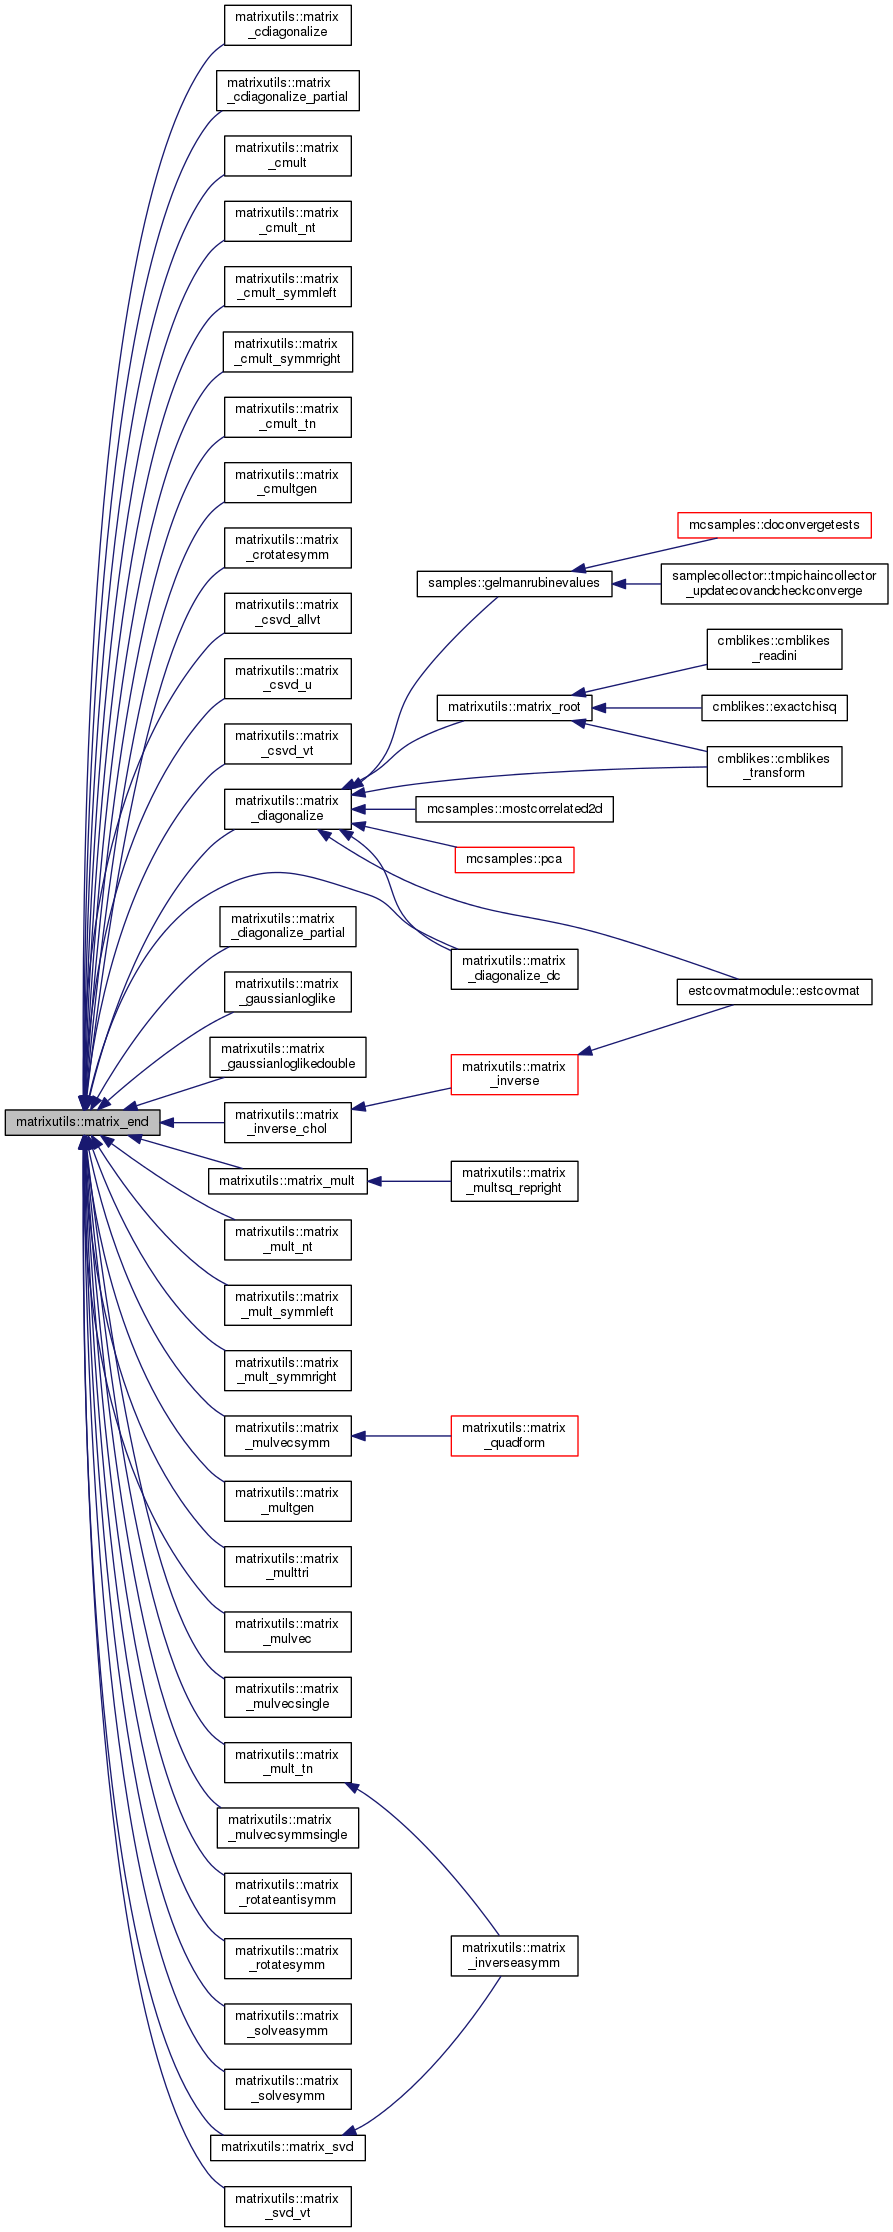 matrixutils::matrix
_cdiagonalize
matrixutils::matrix
_cdiagonalize_partial
matrixutils::matrix
_cmult
matrixutils::matrix
_cmult_nt
matrixutils::matrix
_cmult_symmleft
matrixutils::matrix
_cmult_symmright
matrixutils::matrix
_cmult_tn
matrixutils::matrix
_cmultgen
matrixutils::matrix
_crotatesymm
matrixutils::matrix
_csvd_allvt
matrixutils::matrix
_csvd_u
matrixutils::matrix
_csvd_vt
matrixutils::matrix
_diagonalize
matrixutils::matrix
_diagonalize_partial
matrixutils::matrix
_gaussianloglike
matrixutils::matrix
_gaussianloglikedouble
matrixutils::matrix_end
matrixutils::matrix
_inverse_chol
matrixutils::matrix_mult
matrixutils::matrix
_mult_nt
matrixutils::matrix
_mult_symmleft
matrixutils::matrix
_mult_symmright
matrixutils::matrix
_mulvecsymm
matrixutils::matrix
_multgen
matrixutils::matrix
_multtri
matrixutils::matrix
_mulvec
matrixutils::matrix
_mulvecsingle
matrixutils::matrix
_mult_tn
matrixutils::matrix
_mulvecsymmsingle
matrixutils::matrix
_rotateantisymm
matrixutils::matrix
_rotatesymm
matrixutils::matrix
_solveasymm
matrixutils::matrix
_solvesymm
matrixutils::matrix_svd
matrixutils::matrix
_svd_vt
samples::gelmanrubinevalues
matrixutils::matrix_root
mcsamples::mostcorrelated2d
mcsamples::pca
matrixutils::matrix
_diagonalize_dc
matrixutils::matrix
_inverse
matrixutils::matrix
_multsq_repright
matrixutils::matrix
_quadform
matrixutils::matrix
_inverseasymm
mcsamples::doconvergetests
samplecollector::tmpichaincollector
_updatecovandcheckconverge
cmblikes::cmblikes
_readini
cmblikes::exactchisq
cmblikes::cmblikes
_transform
estcovmatmodule::estcovmat